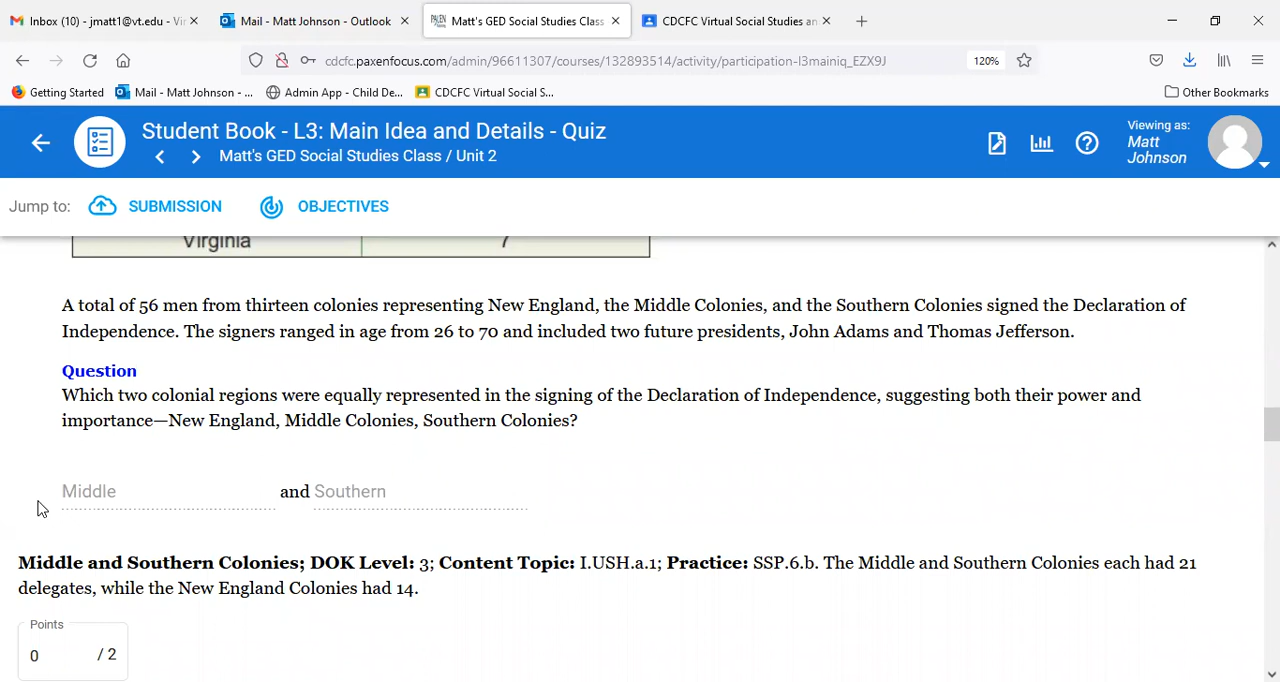 Inbox (10) - jmatt1@vt.edu - Vir
Mail - Matt Johnson - Outlook
PAXEN Matt's GED Social Studies Class
CDCFC Virtual Social Studies an
cdcfc.paxenfocus.com/admin/96611307/courses/132893514/activity/participation-l3mainiq_EZX9J
120%
Getting Started
Mail - Matt Johnson - ...
Admin App - Child De...
CDCFC Virtual Social S...
Other Bookmarks
Student Book - L3: Main Idea and Details - Quiz
Matt's GED Social Studies Class / Unit 2
Viewing as:
Matt
Johnson
Jump to: SUBMISSION OBJECTIVES
Virginia 7
A total of 56 men from thirteen colonies representing New England, the Middle Colonies, and the Southern Colonies signed the Declaration of
Independence. The signers ranged in age from 26 to 70 and included two future presidents, John Adams and Thomas Jefferson.
Question
Which two colonial regions were equally represented in the signing of the Declaration of Independence, suggesting both their power and
importance—New England, Middle Colonies, Southern Colonies?
Middle and Southern
Middle and Southern Colonies; DOK Level: 3; Content Topic: I.USH.a.1; Practice: SSP.6.b. The Middle and Southern Colonies each had 21
delegates, while the New England Colonies had 14.
Points
0 / 2